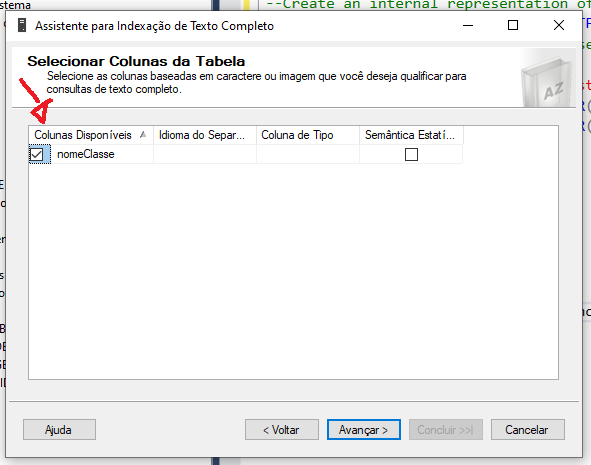 stema
--Create an internal representation of
Assistente para Indexação de Texto Completo
Selecionar Colunas da Tabela
Selecione as colunas baseadas em caractere ou imagem que você deseja qualificar para
consultas de texto completo.
AZ
Colunas Disponíveis Idioma do Separ... Coluna de Tipo Semântica Estatí...
nomeClasse
Ajuda < Voltar Avançar > Concluir >>| Cancelar